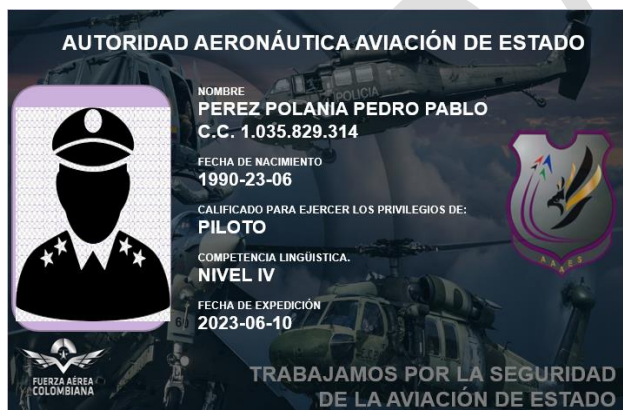 AUTORIDAD AERONÁUTICA AVIACIÓN DE ESTADO
NOMBRE
PEREZ POLANIA PEDRO PABLO
C.C. 1.035.829.314
FECHA DE NACIMIENTO
1990-23-06
CALIFICADO PARA EJERCER LOS PRIVILEGIOS DE:
PILOTO
COMPETENCIA LINGÜISTICA.
NIVEL IV
FECHA DE EXPEDICIÓN
2023-06-10
POLICIA
A A A E S
60
FUERZA AÉREA
COLOMBIANA
TRABAJAMOS POR LA SEGURIDAD
DE LA AVIACIÓN DE ESTADO